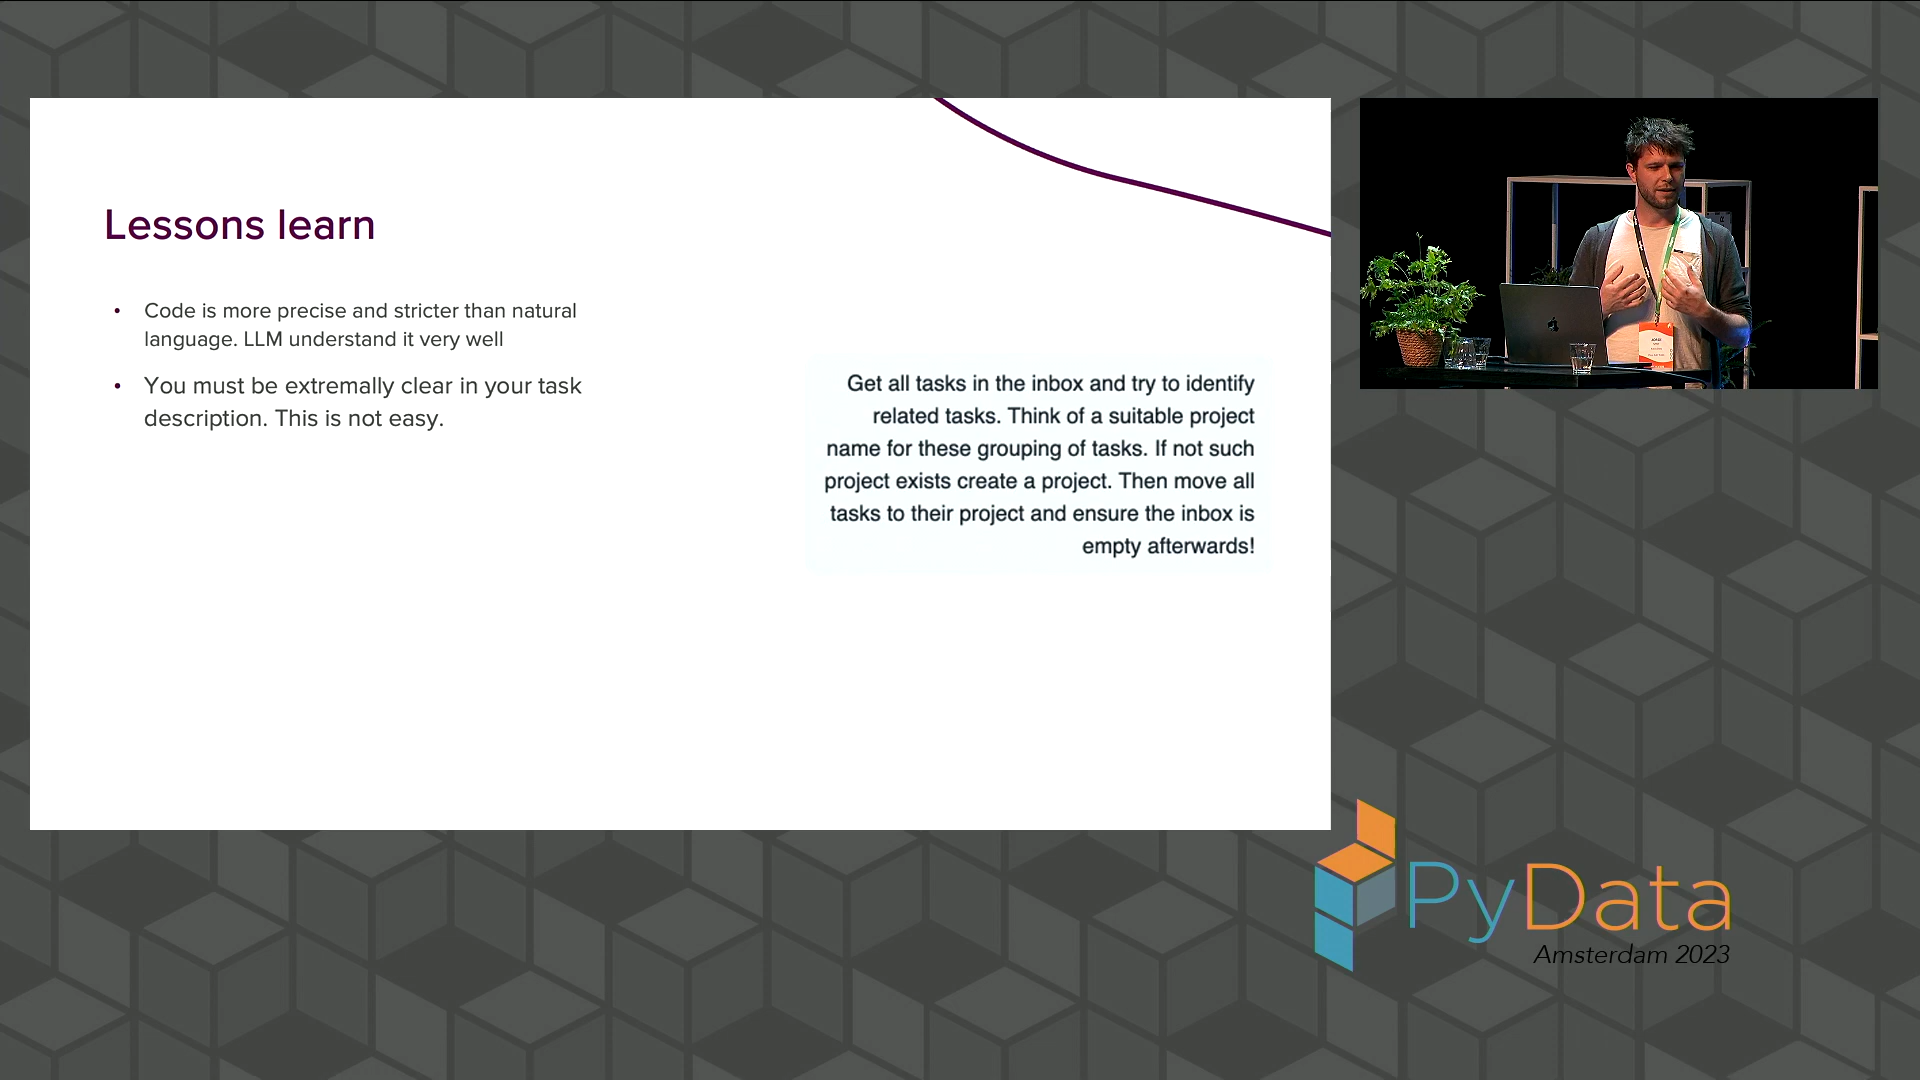 Lessons learn
• Code is more precise and stricter than natural
language. LLM understand it very well
• You must be extremally clear in your task
description. This is not easy.
Get all tasks in the inbox and try to identify
related tasks. Think of a suitable project
name for these grouping of tasks. If not such
project exists create a project. Then move all
tasks to their project and ensure the inbox is
empty afterwards!
PyData
Amsterdam 2023